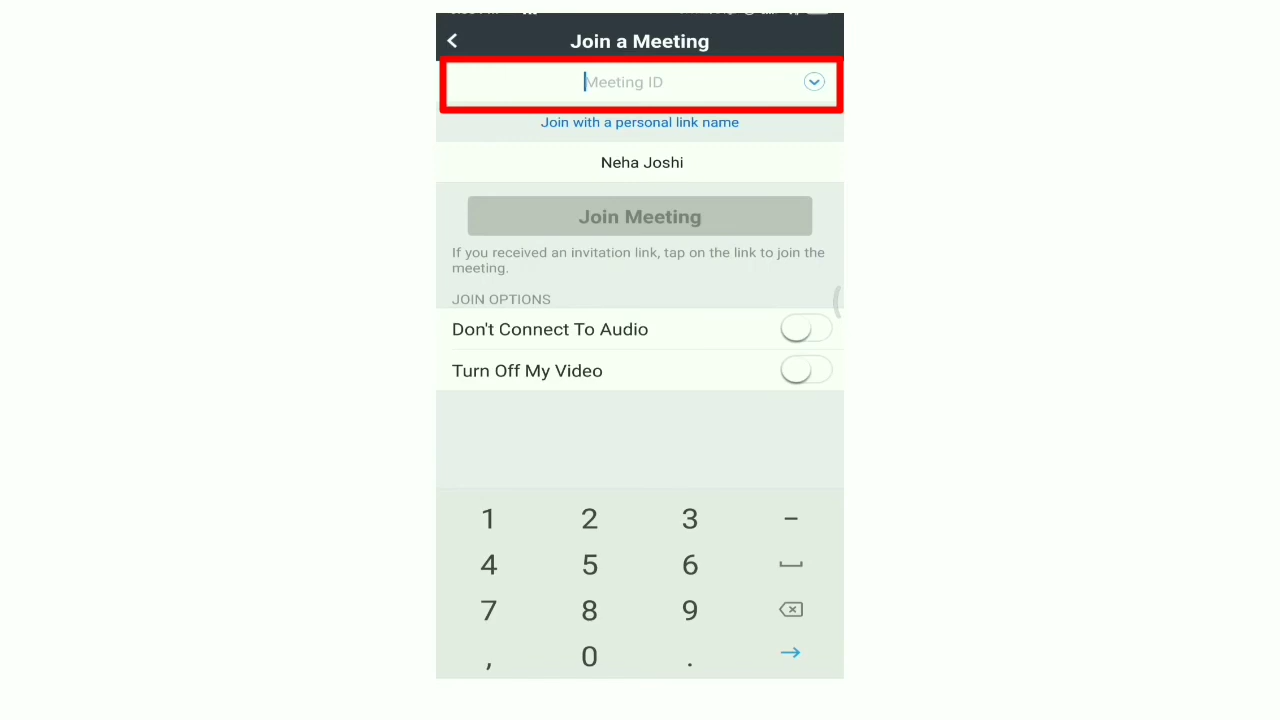 Join a Meeting
Meeting ID
Join with a personal link name
Neha Joshi
Join Meeting
If you received an invitation link, tap on the link to join the
meeting.
JOIN OPTIONS
Don't Connect To Audio
Turn Off My Video
1 2 3 –
4 5 6
7 8 9
, 0 .